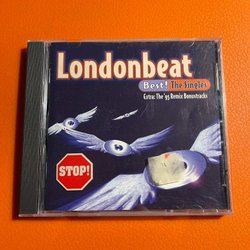 Londonbeat
Best! The Singles
Extra: The '95 Remix Bonustracks
STOP!